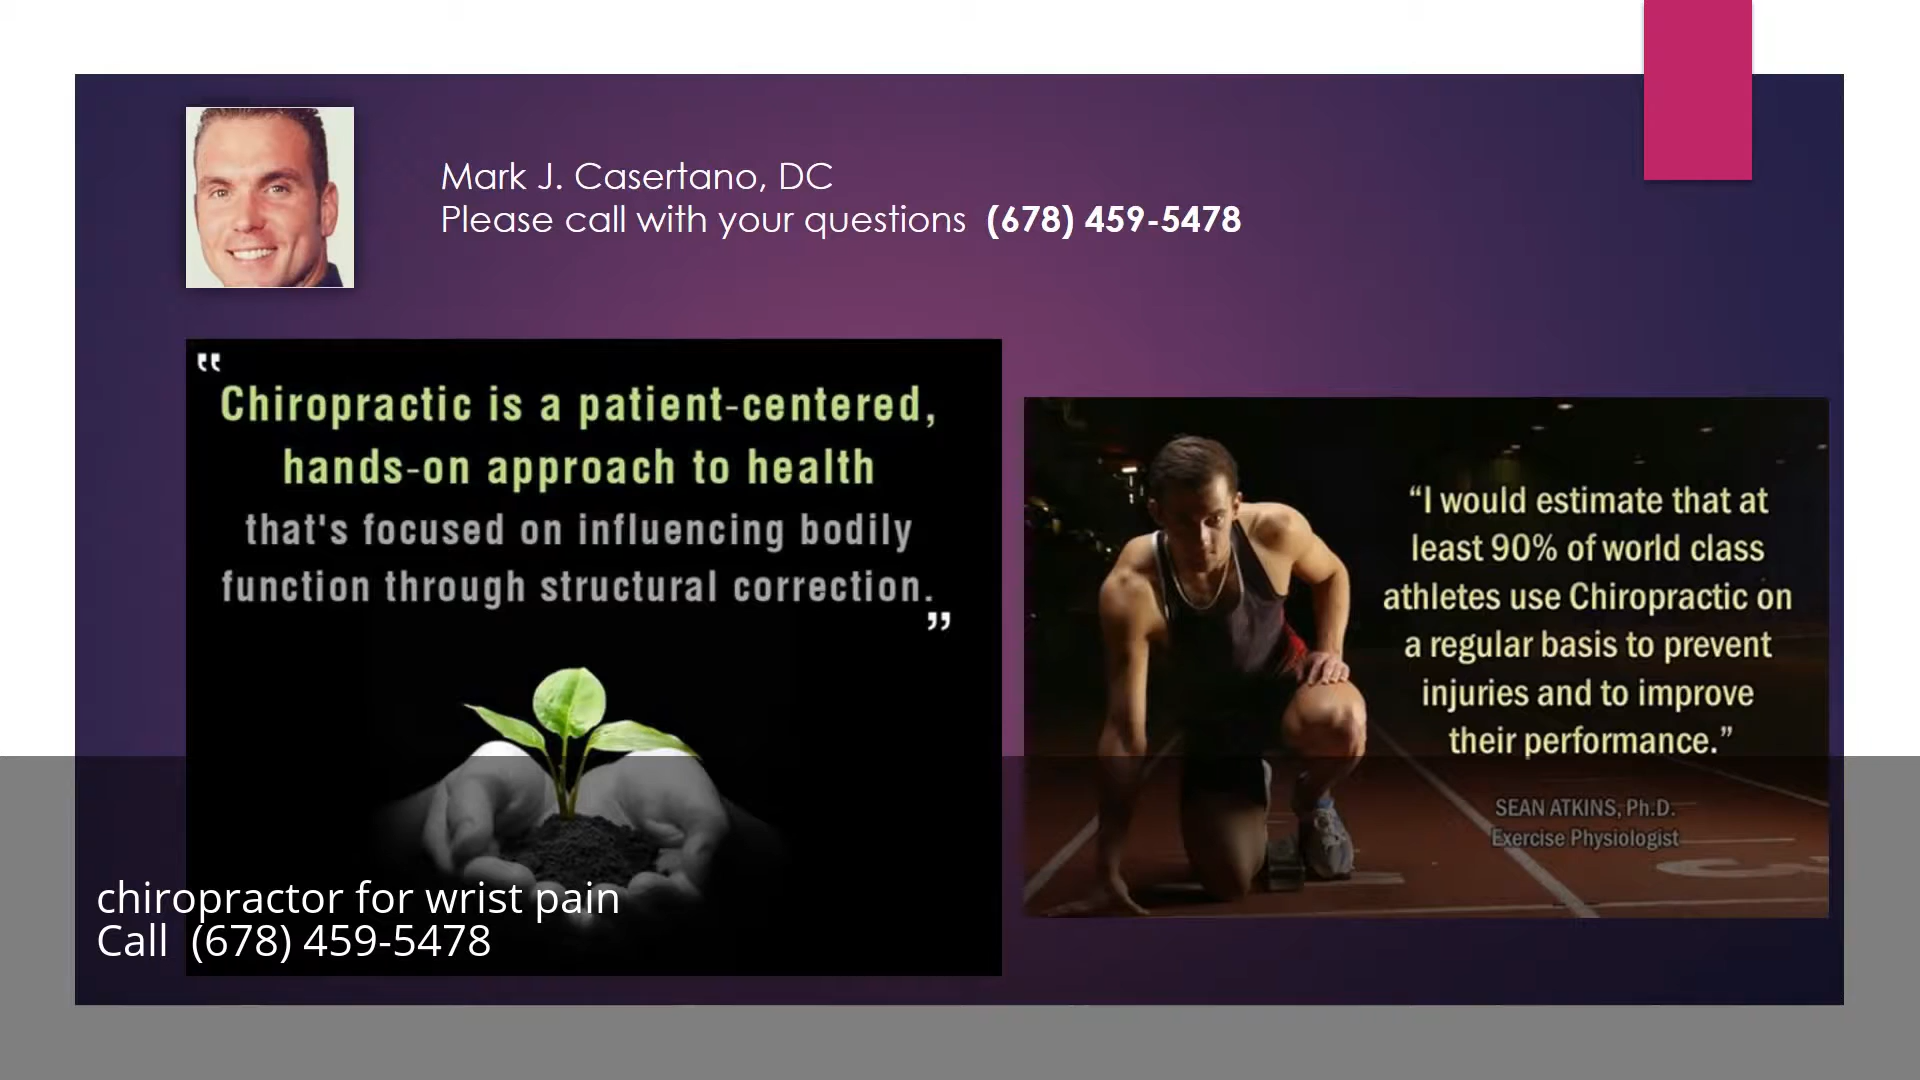 Mark J. Casertano, DC
Please call with your questions (678) 459-5478
"
Chiropractic is a patient-centered,
hands-on approach to health
that's focused on influencing bodily
function through structural correction.
"
“I would estimate that at
least 90% of world class
athletes use Chiropractic on
a regular basis to prevent
injuries and to improve
their performance.”
SEAN ATKINS, Ph.D.
Exercise Physiologist
chiropractor for wrist pain
Call (678) 459-5478